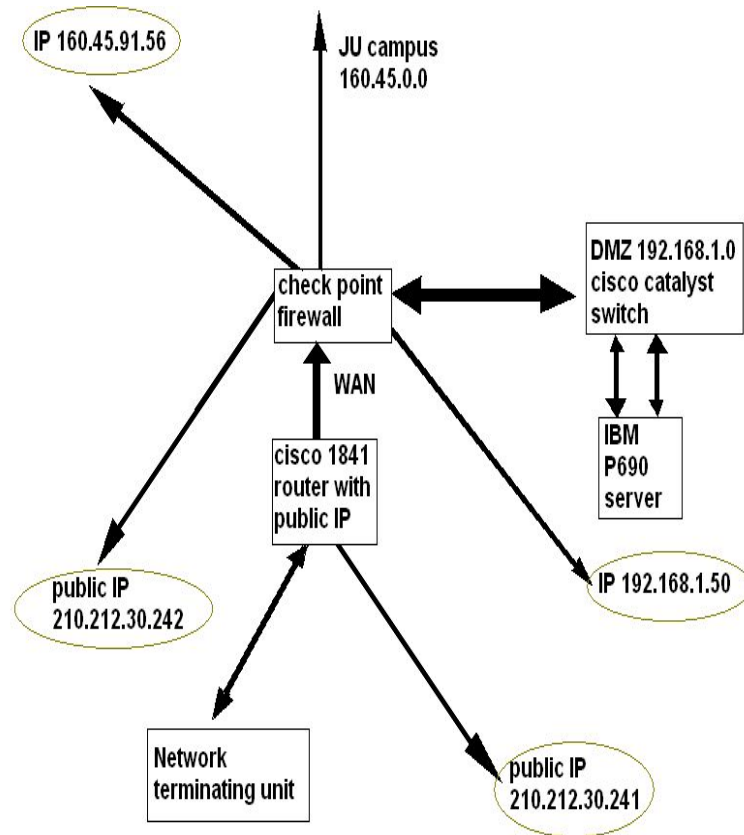 IP 160.45.91.56
JU campus
160.45.0.0
DMZ 192.168.1.0
cisco catalyst
switch
check point
firewall
WAN
IBM
P690
server
cisco 1841
router with
public IP
public IP
210.212.30.242
IP 192.168.1.50
Network
terminating unit
public IP
210.212.30.241